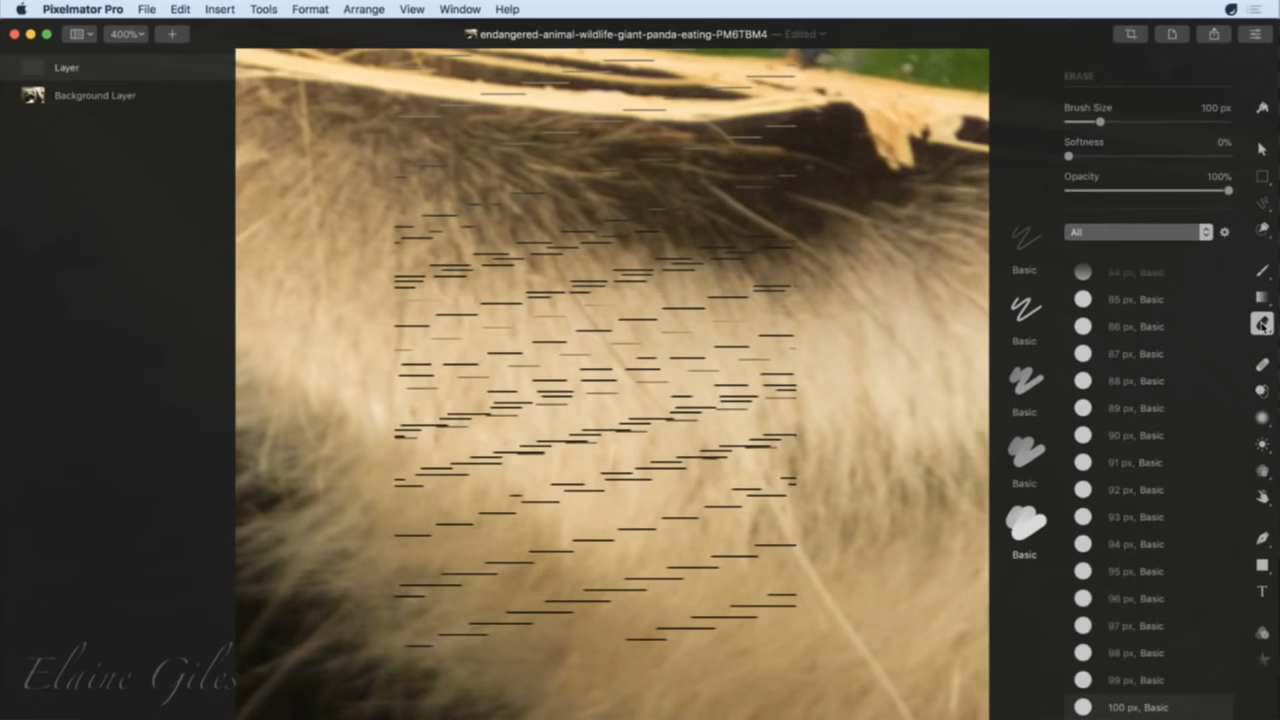 Pixelmator Pro File Edit Insert Tools Format Arrange View Window Help
400%
endangered-animal-wildlife-giant-panda-eating-PM6TBM4 — Edited
Layer
Background Layer
ERASE
Brush Size 100 px
Softness 0%
Opacity 100%
All
Basic
Basic
Basic
Basic
Basic
84 px, Basic
85 px, Basic
86 px, Basic
87 px, Basic
88 px, Basic
89 px, Basic
90 px, Basic
91 px, Basic
92 px, Basic
93 px, Basic
94 px, Basic
95 px, Basic
96 px, Basic
97 px, Basic
98 px, Basic
99 px, Basic
100 px, Basic
T
Elaine Giles